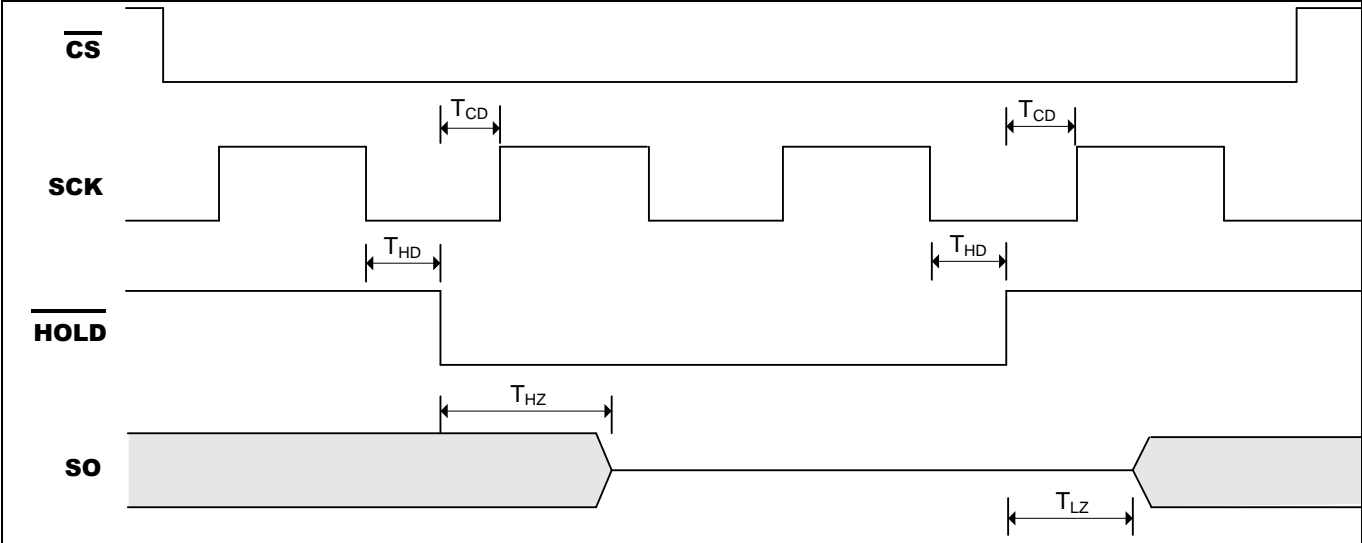 CS
T_CD T_CD
SCK
T_HD T_HD
HOLD
T_HZ
SO
T_LZ